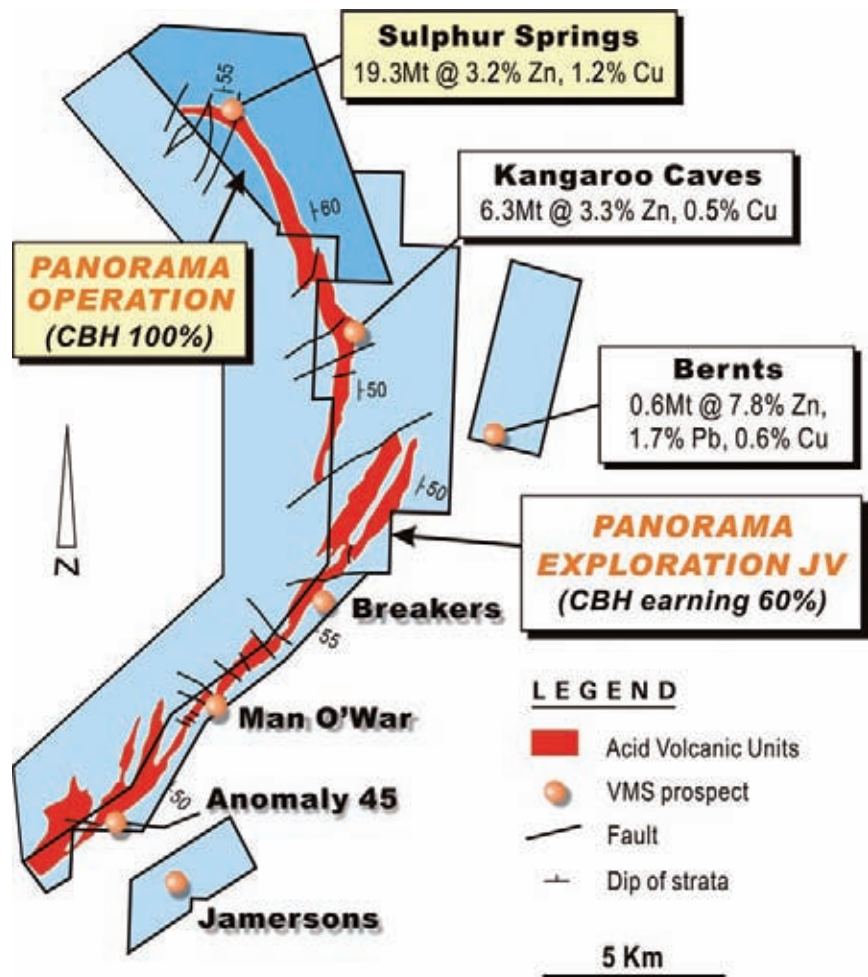 Sulphur Springs
19.3Mt @ 3.2% Zn, 1.2% Cu
55
Kangaroo Caves
6.3Mt @ 3.3% Zn, 0.5% Cu
60
PANORAMA
OPERATION
(CBH 100%)
Bernts
0.6Mt @ 7.8% Zn,
1.7% Pb, 0.6% Cu
50
50
PANORAMA
EXPLORATION JV
(CBH earning 60%)
N
Breakers
55
Man O'War
50
Anomaly 45
Jamersons
LEGEND
Acid Volcanic Units
VMS prospect
Fault
Dip of strata
5 Km